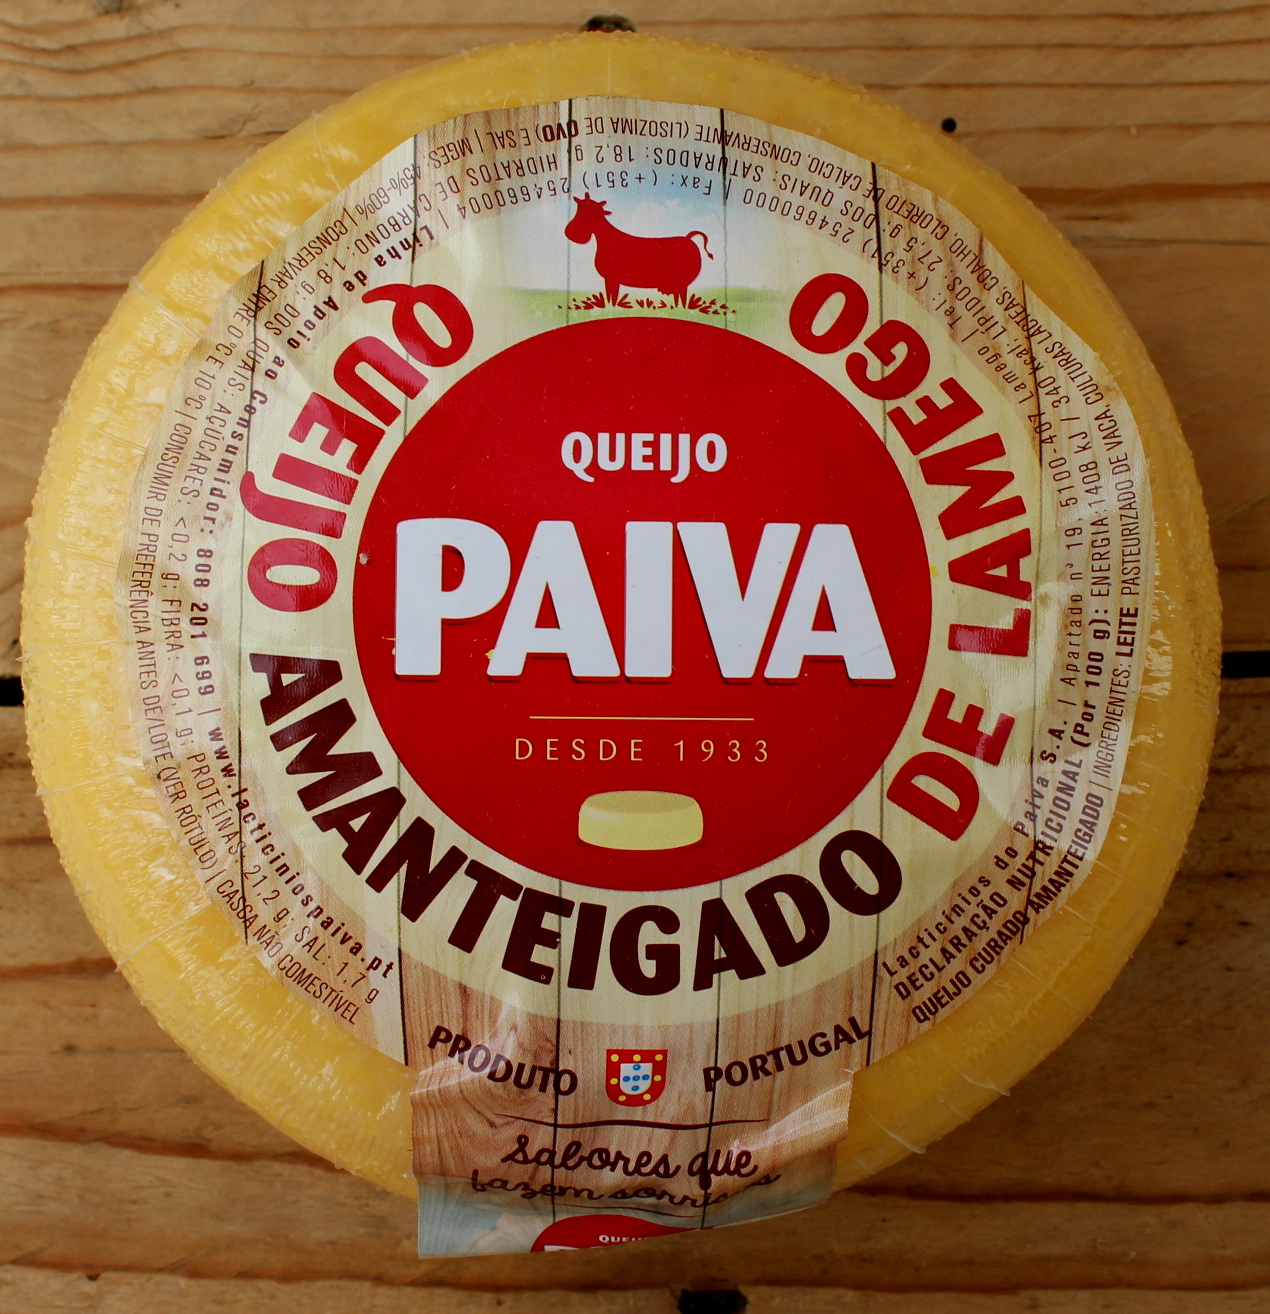 QUEIJO
PAIVA
DESDE 1933
QUEIJO AMANTEIGADO DE LAMEGO
Lacticínios do Paiva S.A. | Apartado nº 19 5100-487 Lamego | Tel: (+351) 254660000 | Fax: (+351) 254660004 | Linha de Apoio ao Consumidor: 808 201 699 | www.lacticiniospaiva.pt
DECLARAÇÃO NUTRICIONAL (Por 100 g): ENERGIA: 1408 kJ | 340 kcal; LÍPIDOS: 27,5 g; DOS QUAIS: SATURADOS: 18,2 g; HIDRATOS DE CARBONO: 1,8 g; DOS QUAIS: AÇÚCARES: <0,2 g; FIBRA: <0,1 g; PROTEÍNAS: 21,2 g; SAL: 1,7 g
QUEIJO CURADO AMANTEIGADO | INGREDIENTES: LEITE PASTEURIZADO DE VACA, CULTURAS LÁCTEAS, COALHO, CLORETO DE CÁLCIO, CONSERVANTE (LISOZIMA DE OVO) E SAL | MGES: 45%-60% | CONSERVAR ENTRE 0ºC E 10ºC | CONSUMIR DE PREFERÊNCIA ANTES DE/LOTE (VER RÓTULO) | CASCA NÃO COMESTÍVEL
PRODUTO PORTUGAL
Sabores que
fazem sorrisos